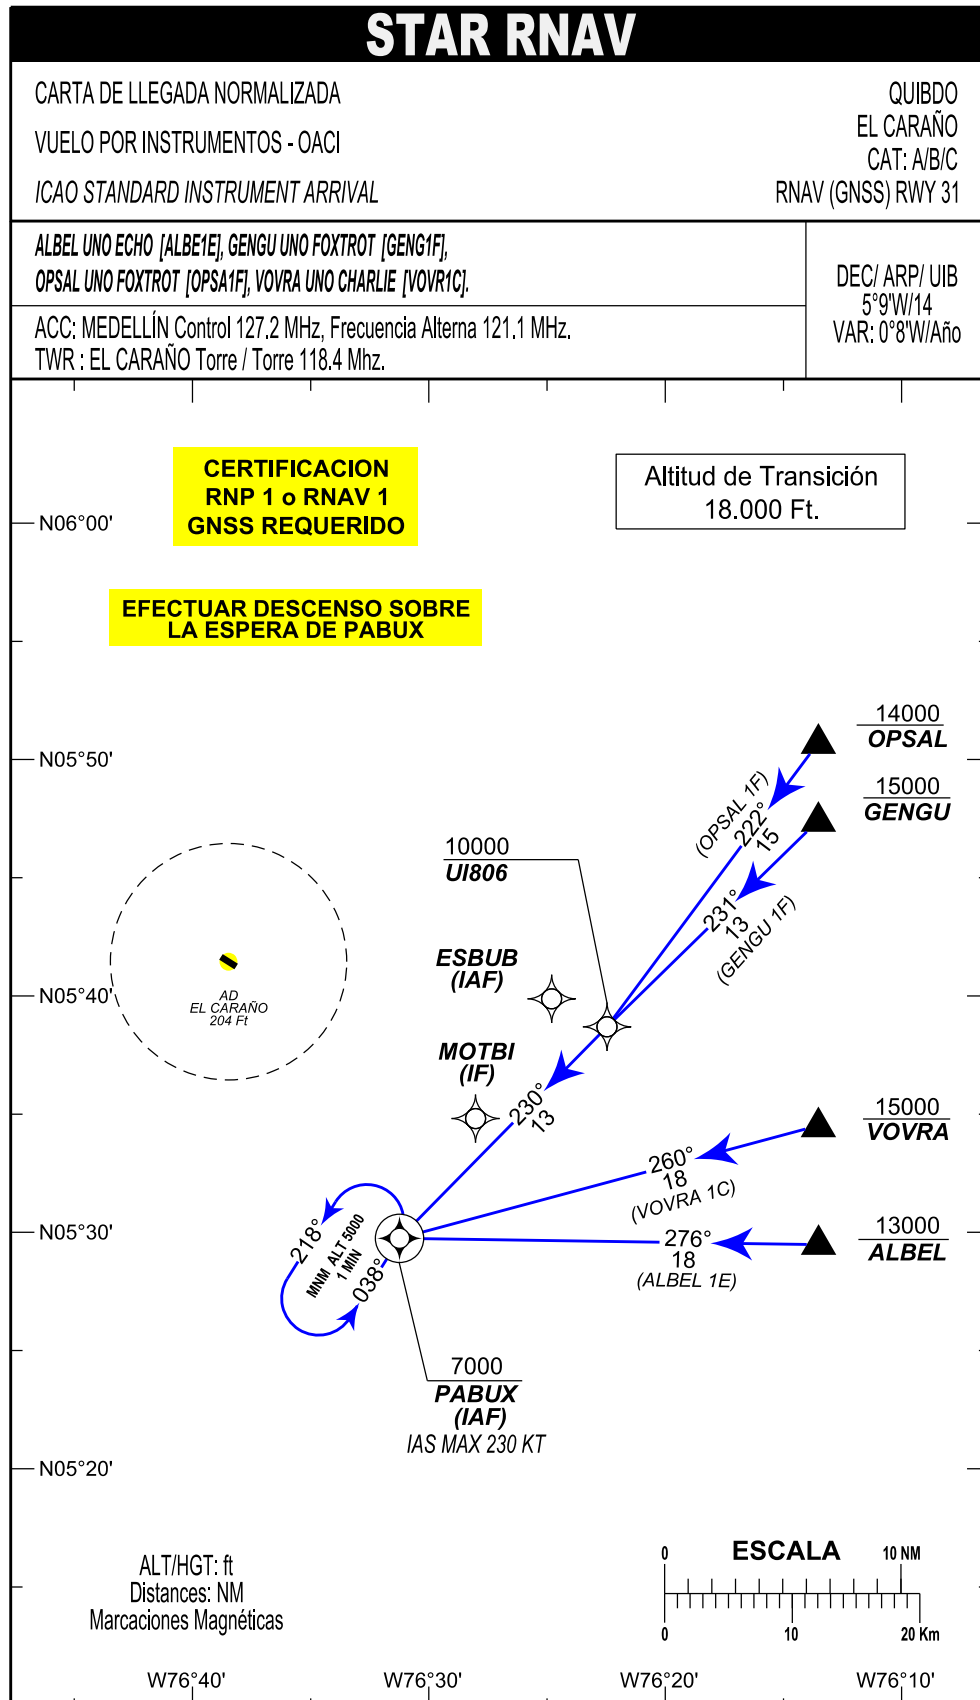 STAR RNAV
CARTA DE LLEGADA NORMALIZADA
VUELO POR INSTRUMENTOS - OACI
ICAO STANDARD INSTRUMENT ARRIVAL
QUIBDO
EL CARAÑO
CAT: A/B/C
RNAV (GNSS) RWY 31
ALBEL UNO ECHO [ALBE1E], GENGU UNO FOXTROT [GENG1F],
OPSAL UNO FOXTROT [OPSA1F], VOVRA UNO CHARLIE [VOVR1C].
ACC: MEDELLÍN Control 127.2 MHz, Frecuencia Alterna 121.1 MHz.
TWR : EL CARAÑO Torre / Torre 118.4 Mhz.
DEC/ ARP/ UIB
5°9'W/14
VAR: 0°8'W/Año
CERTIFICACION
RNP 1 o RNAV 1
GNSS REQUERIDO
Altitud de Transición
18.000 Ft.
N06°00'
EFECTUAR DESCENSO SOBRE
LA ESPERA DE PABUX
14000
OPSAL
N05°50'
15000
GENGU
(OPSAL 1F)
222°
15
10000
UI806
231°
13
(GENGU 1F)
ESBUB
(IAF)
AD
EL CARAÑO
204 Ft
N05°40'
MOTBI
(IF)
230°
13
15000
VOVRA
260°
18
(VOVRA 1C)
N05°30'
218°
MNM ALT 5000
1 MIN
038°
276°
18
(ALBEL 1E)
13000
ALBEL
7000
PABUX
(IAF)
IAS MAX 230 KT
N05°20'
ALT/HGT: ft
Distances: NM
Marcaciones Magnéticas
0 ESCALA 10 NM
0 10 20 Km
W76°40' W76°30' W76°20' W76°10'